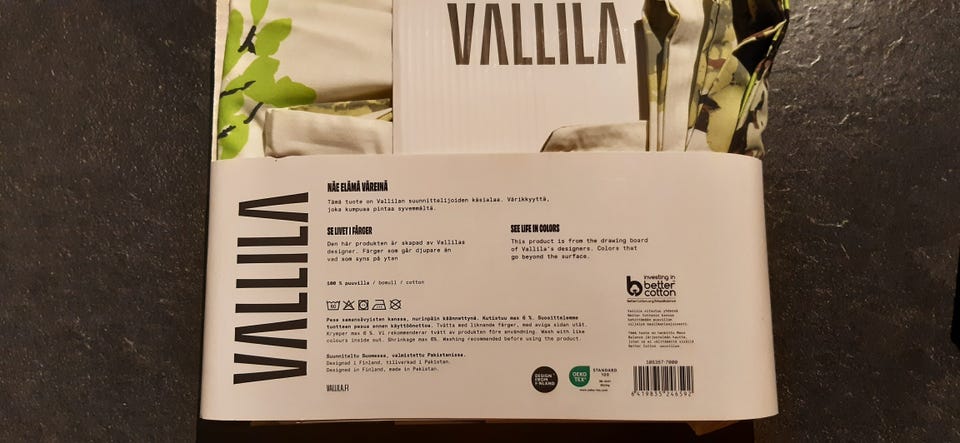 VALLILA
VALLILA
NÄE ELÄMÄ VÄREINÄ
Tämä tuote on Vallilan suunnittelijoiden käsialaa. Värikkyyttä,
joka kumpuaa pintaa syvemmältä.
SE LIVET I FÄRGER
Den här produkten är skapad av Vallilas
designer. Färger som går djupare än
vad som syns på ytan
SEE LIFE IN COLORS
This product is from the drawing board
of Vallila's designers. Colors that
go beyond the surface.
100 % puuvilla / bomull / cotton
investing in
better
cotton
60
Pese samansävyisten kanssa, nurinpäin käännettynä. Kutistuu max 6 %. Suosittelemme
tuotteen pesua ennen käyttöönottoa. Tvätta med liknande färger, med aviga sidan utåt.
Krymper max 6 %. Vi rekommenderar tvätt av produkten före användning. Wash with like
colours inside out. Shrinkage max 6%. Washing recommended before using the product.
Suunniteltu Suomessa, valmistettu Pakistanissa.
Designad i Finland, tillverkad i Pakistan.
Designed in Finland, made in Pakistan.
VALLILA.FI
DESIGN
FROM
FINLAND
OEKO
TEX
STANDARD
100
106357-7000
6 419835 246592